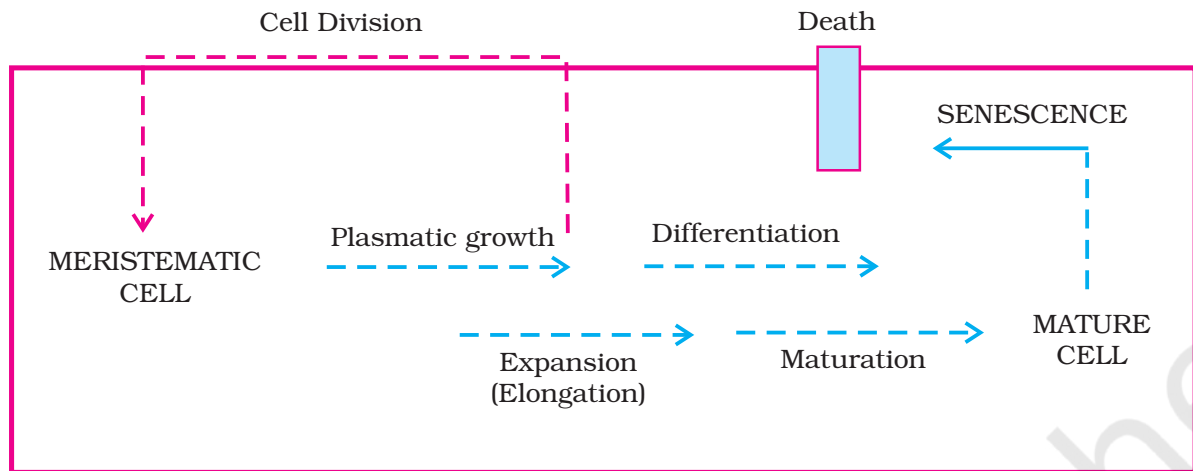 Cell Division
Death
SENESCENCE
Plasmatic growth
Differentiation
MERISTEMATIC
CELL
MATURE
CELL
Expansion
(Elongation)
Maturation